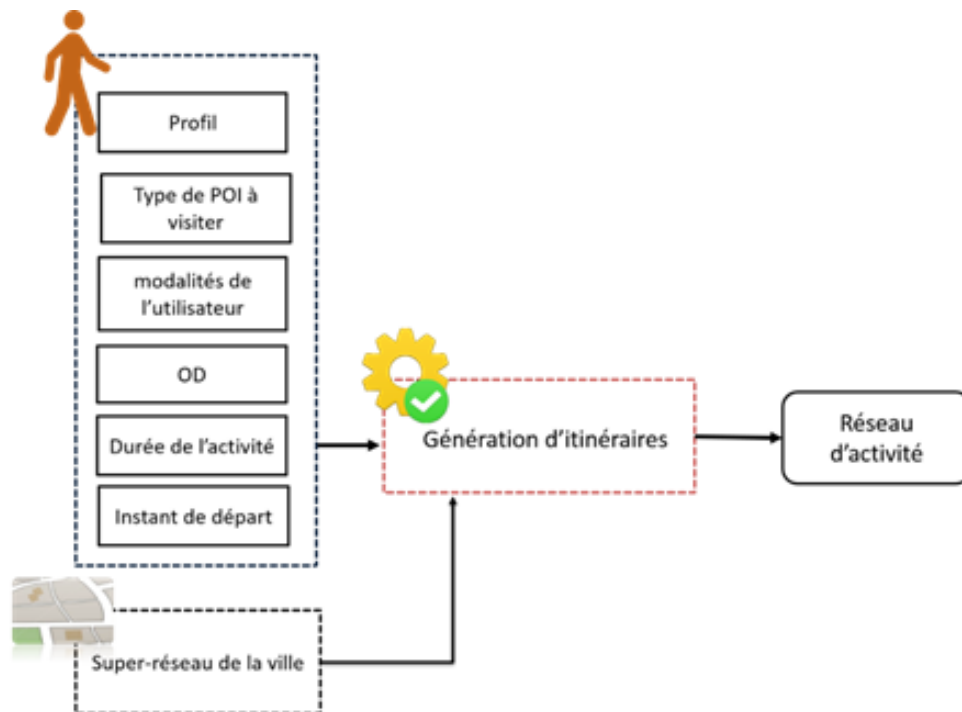 Profil
Type de POI à
visiter
modalités de
l'utilisateur
OD
Durée de l'activité
Instant de départ
Génération d'itinéraires
Réseau
d'activité
Super-réseau de la ville